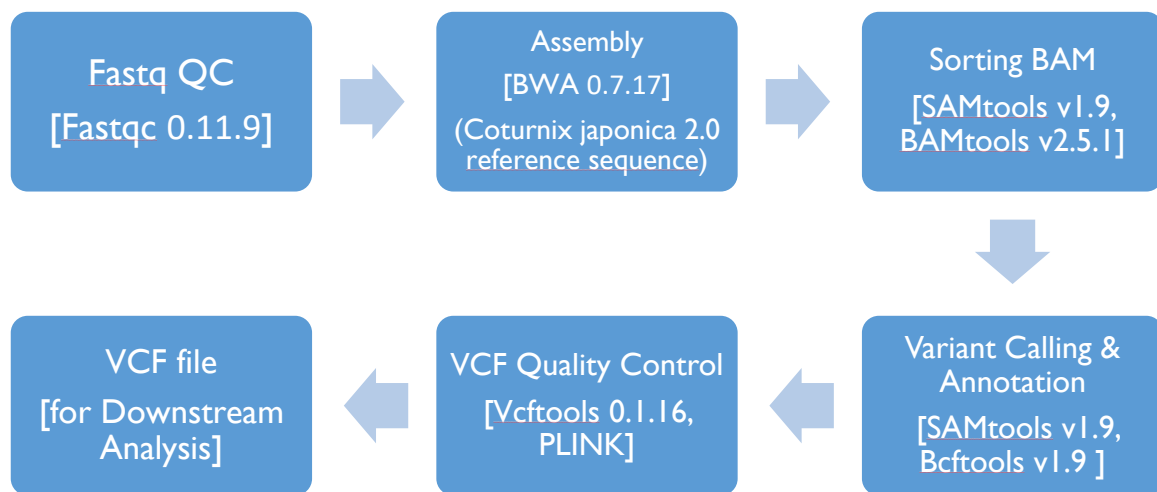 Fastq QC
[Fastqc 0.11.9]
Assembly
[BWA 0.7.17]
(Coturnix japonica 2.0
reference sequence)
Sorting BAM
[SAMtools v1.9,
BAMtools v2.5.1]
Variant Calling &
Annotation
[SAMtools v1.9,
Bcftools v1.9 ]
VCF Quality Control
[Vcftools 0.1.16,
PLINK]
VCF file
[for Downstream
Analysis]